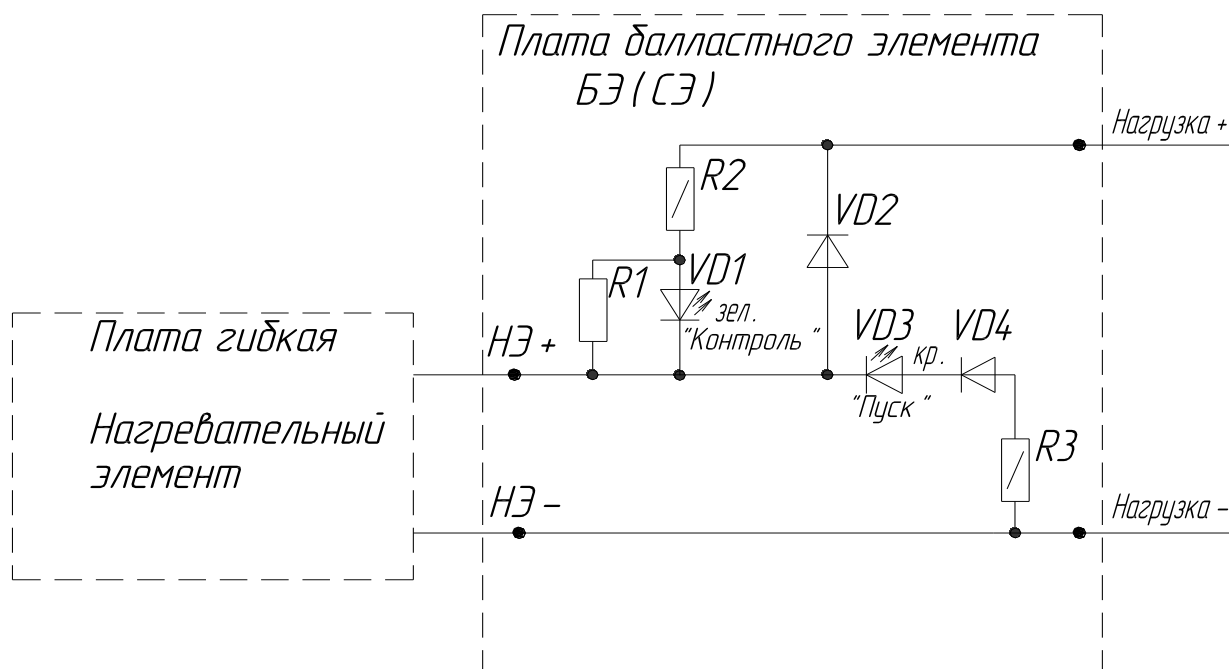 Плата балластного элемента
БЭ(СЭ)
Нагрузка +
R2
VD2
R1
VD1
зел.
"Контроль "
VD3
VD4
кр.
"Пуск "
НЭ +
Плата гибкая
Нагревательный
элемент
R3
НЭ –
Нагрузка –